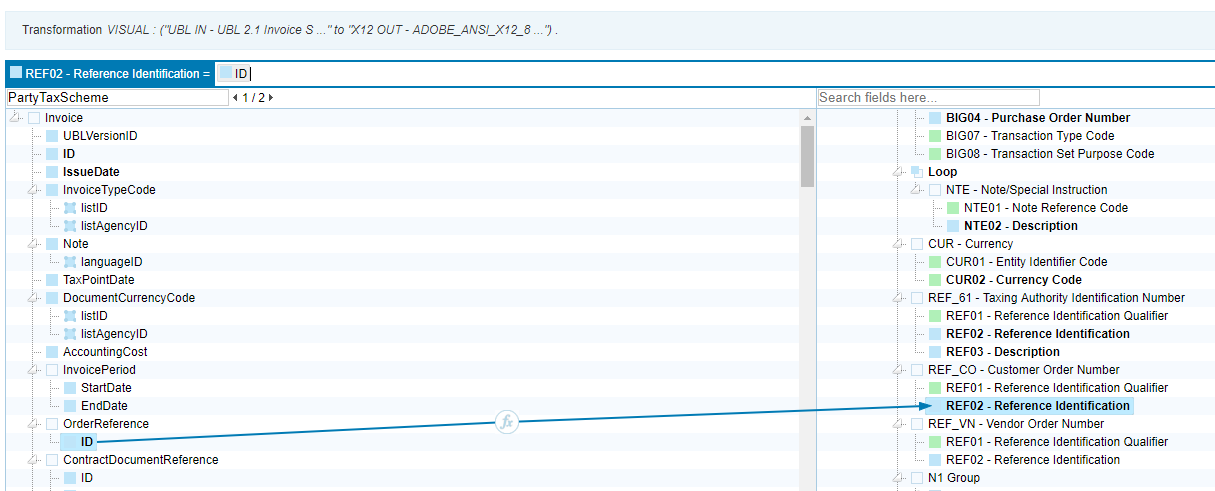 Transformation VISUAL : ("UBL IN - UBL 2.1 Invoice S ...") to "X12 OUT - ADOBE_ANSI_X12_8 ...") .
REF02 - Reference Identification = ID
PartyTaxScheme 1 / 2
Search fields here...
Invoice
UBLVersionID
ID
IssueDate
InvoiceTypeCode
listID
listAgencyID
Note
languageID
TaxPointDate
DocumentCurrencyCode
listID
listAgencyID
AccountingCost
InvoicePeriod
StartDate
EndDate
OrderReference
ID
ContractDocumentReference
ID
fx
BIG04 - Purchase Order Number
BIG07 - Transaction Type Code
BIG08 - Transaction Set Purpose Code
Loop
NTE - Note/Special Instruction
NTE01 - Note Reference Code
NTE02 - Description
CUR - Currency
CUR01 - Entity Identifier Code
CUR02 - Currency Code
REF_61 - Taxing Authority Identification Number
REF01 - Reference Identification Qualifier
REF02 - Reference Identification
REF03 - Description
REF_CO - Customer Order Number
REF01 - Reference Identification Qualifier
REF02 - Reference Identification
REF_VN - Vendor Order Number
REF01 - Reference Identification Qualifier
REF02 - Reference Identification
N1 Group